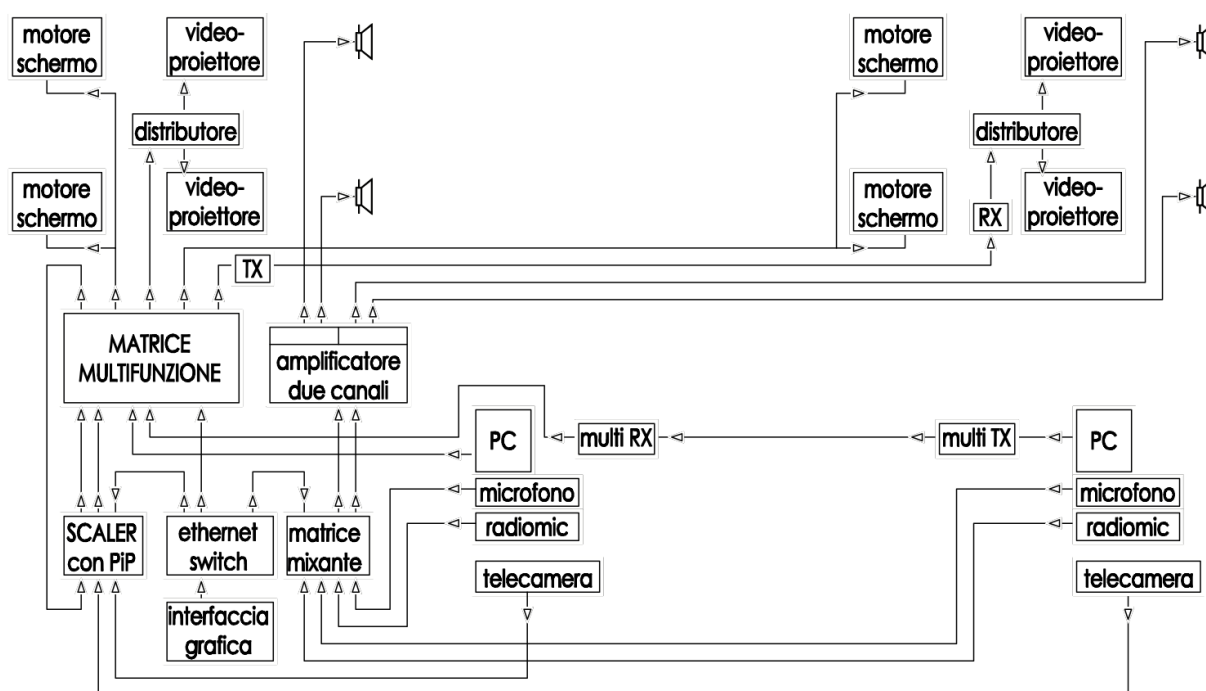 motore
schermo
video-
proiettore
motore
schermo
video-
proiettore
distributore
distributore
motore
schermo
video-
proiettore
motore
schermo
video-
proiettore
RX
TX
MATRICE
MULTIFUNZIONE
amplificatore
due canali
PC
multi RX
multi TX
PC
microfono
microfono
radiomic
radiomic
SCALER
con PiP
ethernet
switch
matrice
mixante
telecamera
telecamera
interfaccia
grafica